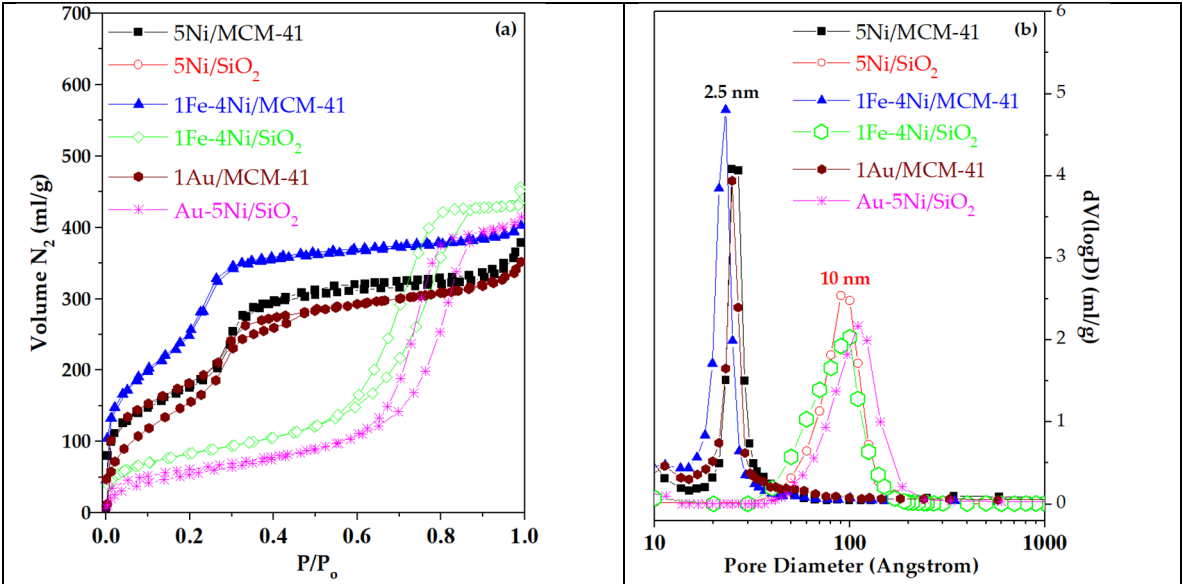 (a)
5Ni/MCM-41
5Ni/SiO2
1Fe-4Ni/MCM-41
1Fe-4Ni/SiO2
1Au/MCM-41
Au-5Ni/SiO2
Volume N2 (ml/g)
700
600
500
400
300
200
100
0
0.0 0.2 0.4 0.6 0.8 1.0
P/Po
(b)
5Ni/MCM-41
5Ni/SiO2
1Fe-4Ni/MCM-41
1Fe-4Ni/SiO2
1Au/MCM-41
Au-5Ni/SiO2
2.5 nm
10 nm
6
5
4
3
2
1
0
dV/(logD) (ml/g)
10 100 1000
Pore Diameter (Angstrom)